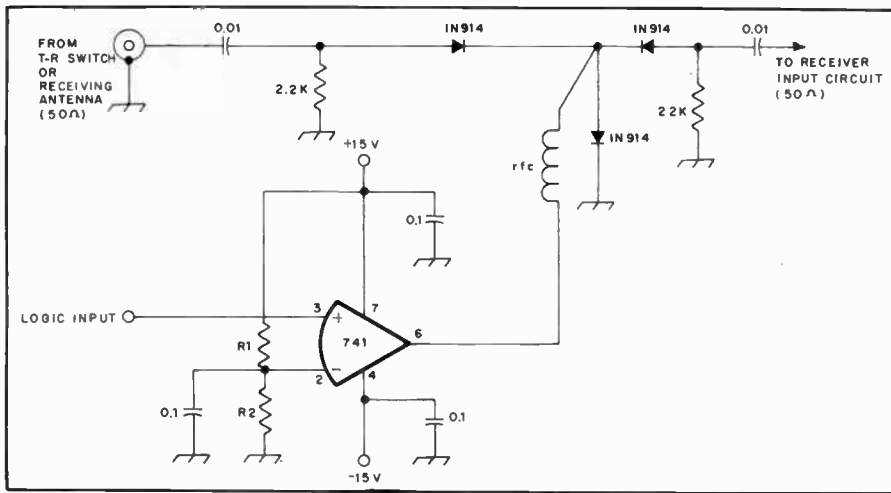 0.01
IN914
IN914
0.01
FROM
T-R SWITCH
OR
RECEIVING
ANTENNA
(50Ω)
2.2K
TO RECEIVER
INPUT CIRCUIT
(50Ω)
22K
IN914
+15V
rfc
0.1
LOGIC INPUT
3
+
7
R1
741
6
2
-
4
0.1
R2
0.1
-15V